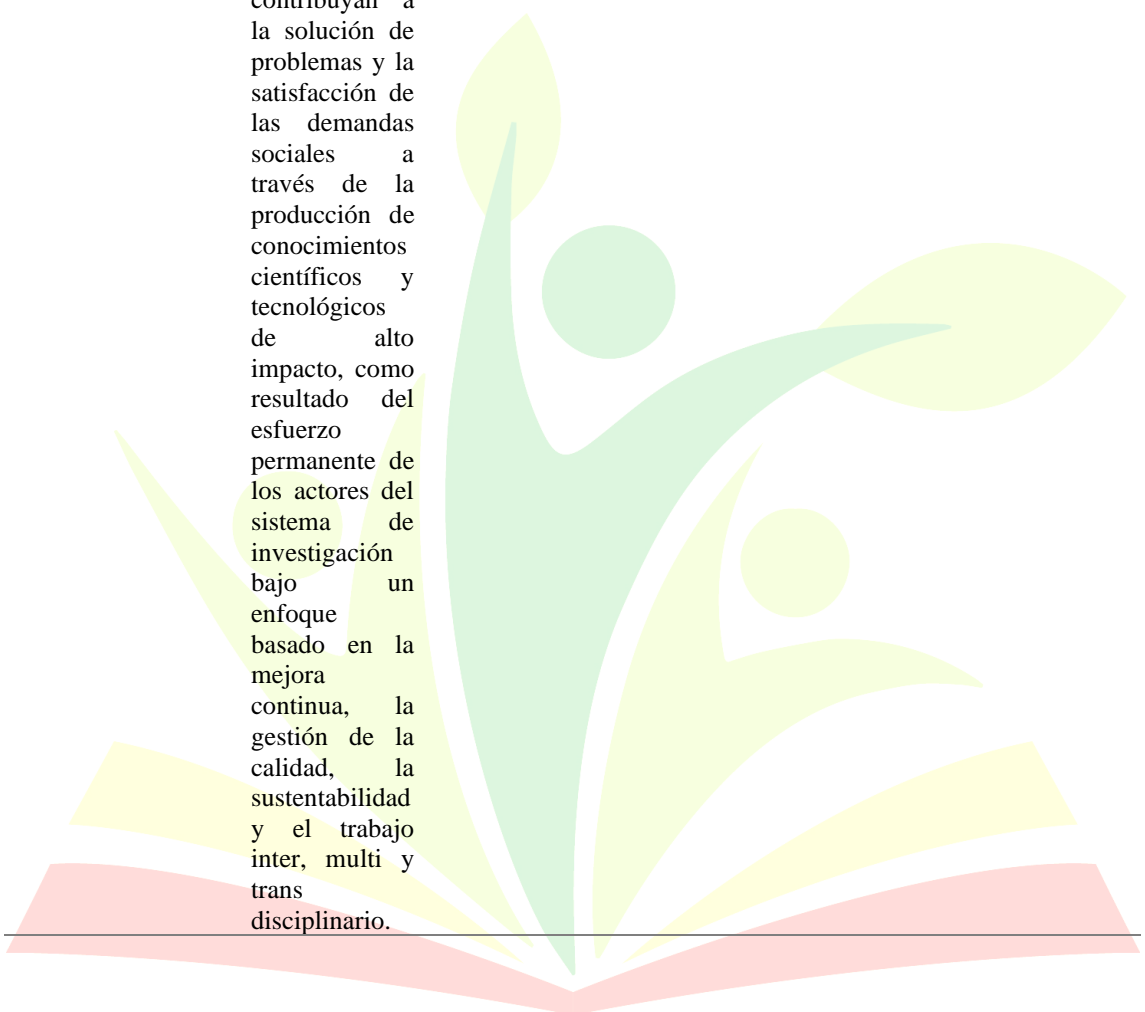 contribuyan a
la solución de
problemas y la
satisfacción de
las demandas
sociales a
través de la
producción de
conocimientos
científicos y
tecnológicos
de alto
impacto, como
resultado del
esfuerzo
permanente de
los actores del
sistema de
investigación
bajo un
enfoque
basado en la
mejora
continua, la
gestión de la
calidad, la
sustentabilidad
y el trabajo
inter, multi y
trans
disciplinario.